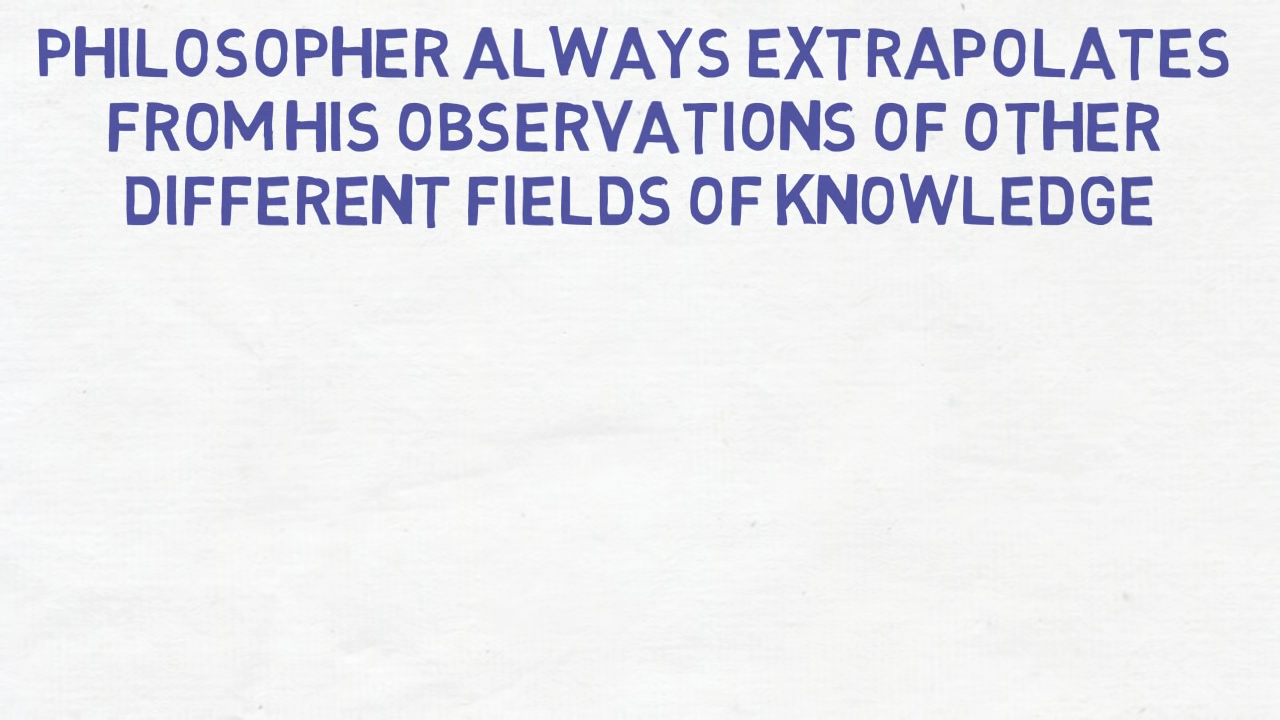 PHILOSOPHER ALWAYS EXTRAPOLATES
FROM HIS OBSERVATIONS OF OTHER
DIFFERENT FIELDS OF KNOWLEDGE